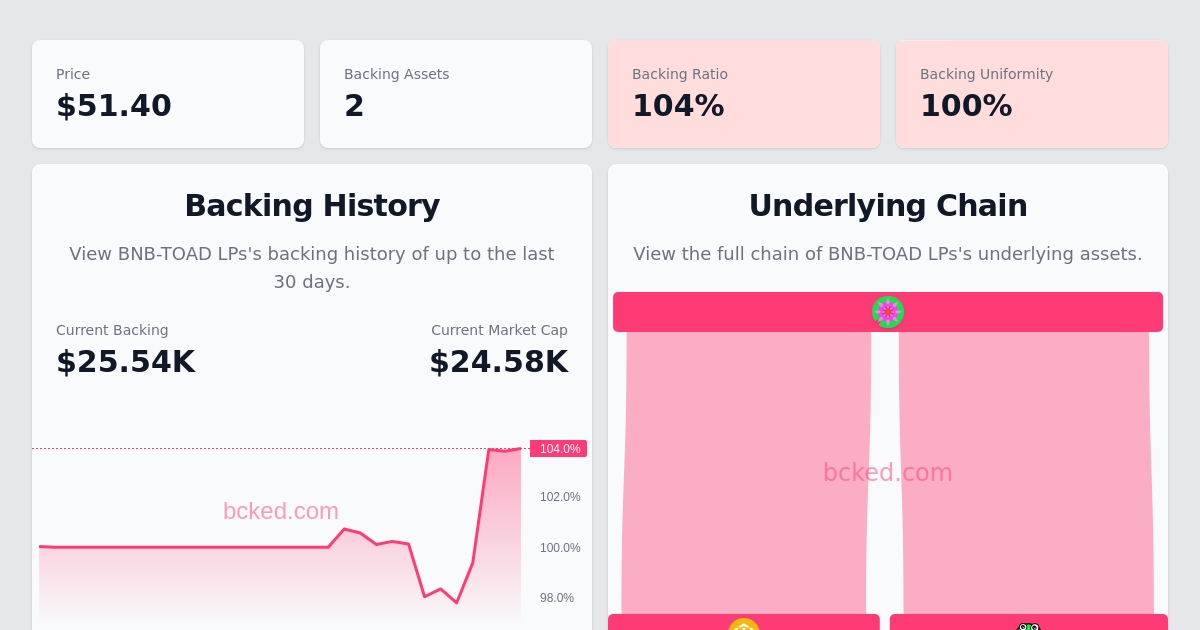 Price
$51.40
Backing Assets
2
Backing Ratio
104%
Backing Uniformity
100%
Backing History
View BNB-TOAD LPs's backing history of up to the last
30 days.
Current Backing
$25.54K
Current Market Cap
$24.58K
104.0%
102.0%
100.0%
98.0%
bcked.com
Underlying Chain
View the full chain of BNB-TOAD LPs's underlying assets.
bcked.com